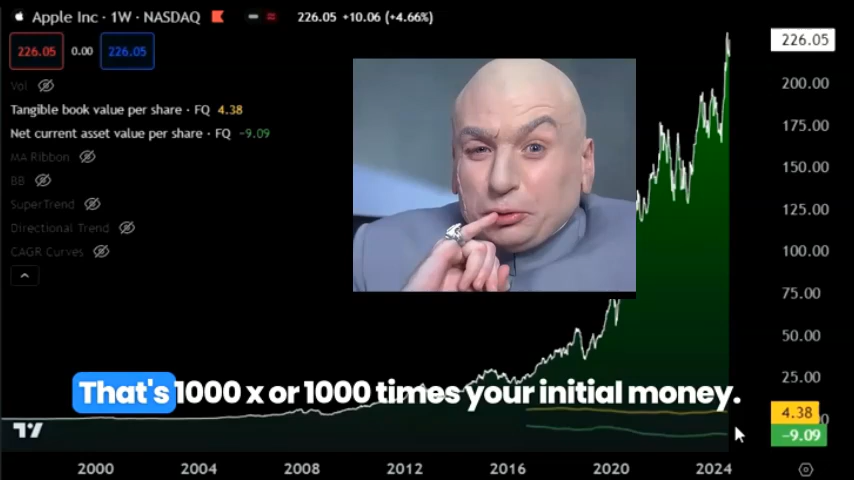 Apple Inc · 1W · NASDAQ 226.05 +10.06 (+4.66%)
226.05 0.00 226.05
Vol
Tangible book value per share · FQ 4.38
Net current asset value per share · FQ −9.09
MA Ribbon
BB
SuperTrend
Directional Trend
CAGR Curves
226.05
200.00
175.00
150.00
125.00
100.00
75.00
50.00
25.00
That's 1000 x or 1000 times your initial money.
4.38
−9.09
2000 2004 2008 2012 2016 2020 2024